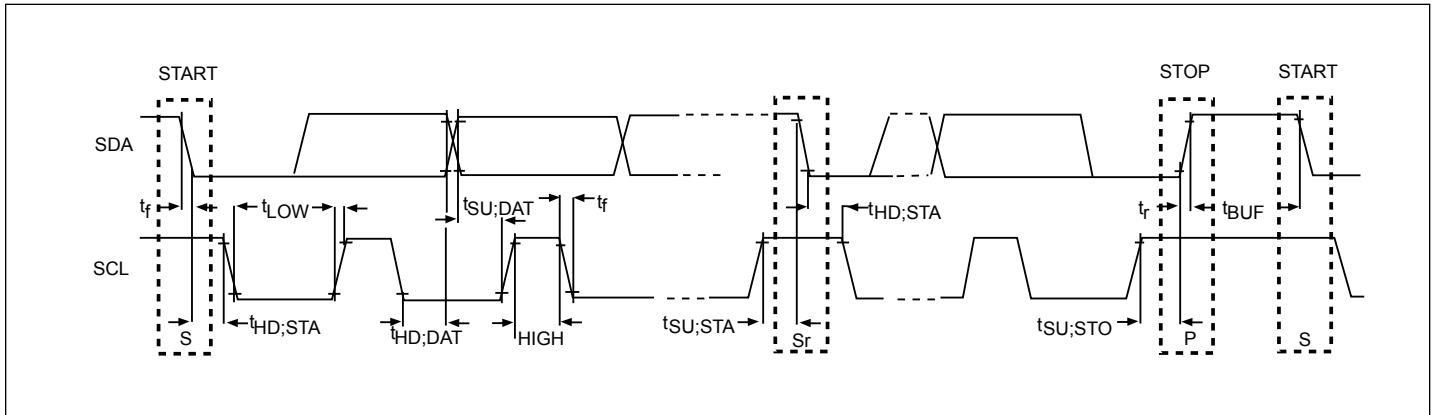 START
STOP
START
SDA
tf
tLOW
tSU;DAT
tf
tHD;STA
tr
tBUF
SCL
tHD;STA
tHD;DAT
HIGH
tSU;STA
tSU;STO
S
Sr
P
S